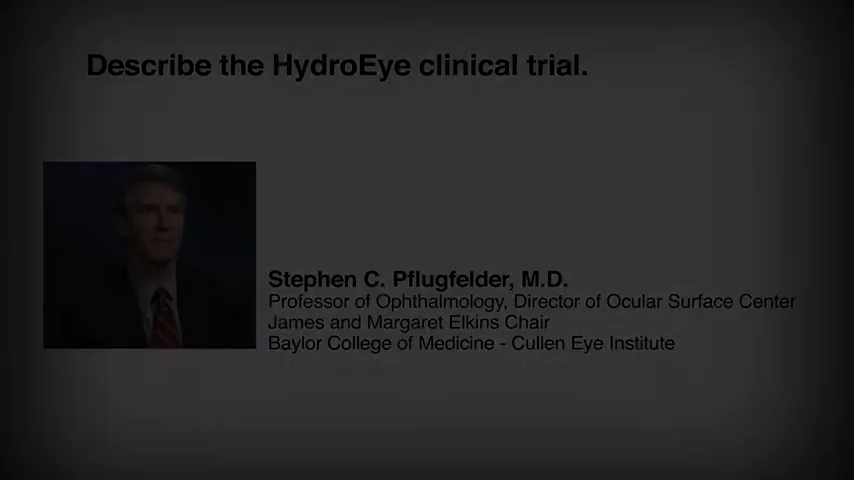 Describe the HydroEye clinical trial.
Stephen C. Pflugfelder, M.D.
Professor of Ophthalmology, Director of Ocular Surface Center
James and Margaret Elkins Chair
Baylor College of Medicine - Cullen Eye Institute